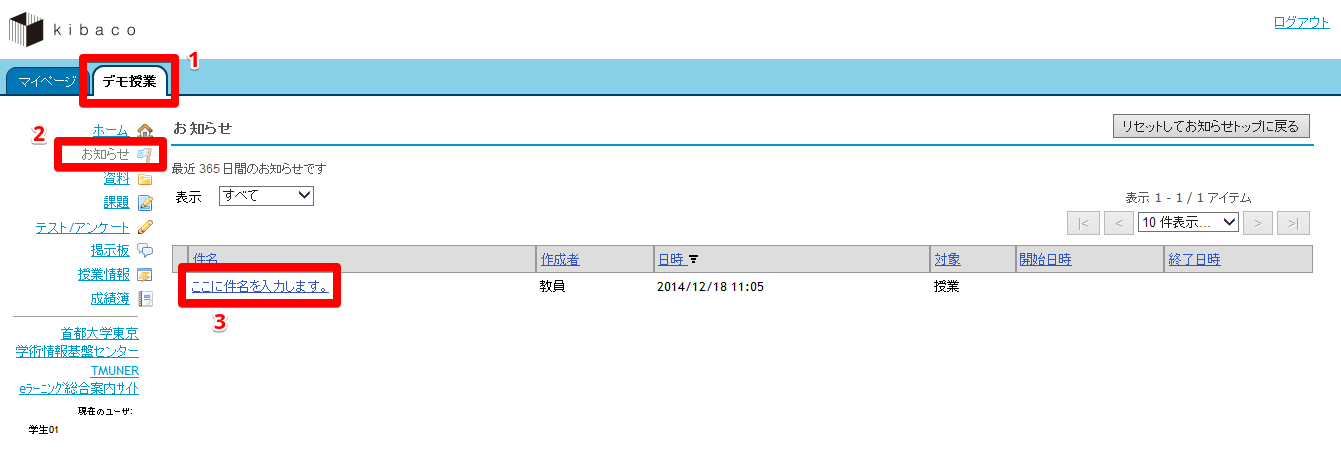 kibaco
ログアウト
1
マイページ
デモ授業
2
ホーム
お知らせ
資料
課題
テスト/アンケート
掲示板
授業情報
成績簿
首都大学東京
学術情報基盤センター
TMUNER
eラーニング総合案内サイト
現在のユーザ:
学生01
お知らせ
リセットしてお知らせトップに戻る
最近 365 日間のお知らせです
表示 すべて
表示 1 - 1 / 1 アイテム
|< < 10 件表示... > >|
件名 作成者 日時 対象 開始日時 終了日時
ここに件名を入力します。 教員 2014/12/18 11:05 授業
3